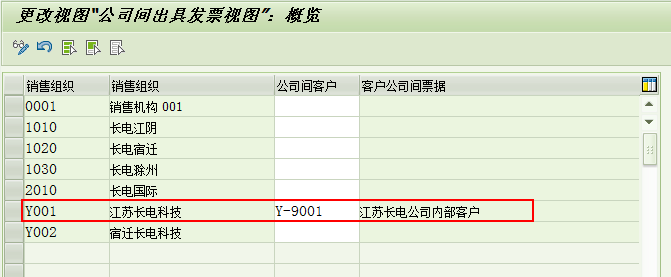 更改视图"公司间出具发票视图": 概览
销售组织 销售组织 公司间客户 客户公司间票据
0001 销售机构 001
1010 长电江阴
1020 长电宿迁
1030 长电滁州
2010 长电国际
Y001 江苏长电科技 Y-9001 江苏长电公司内部客户
Y002 宿迁长电科技